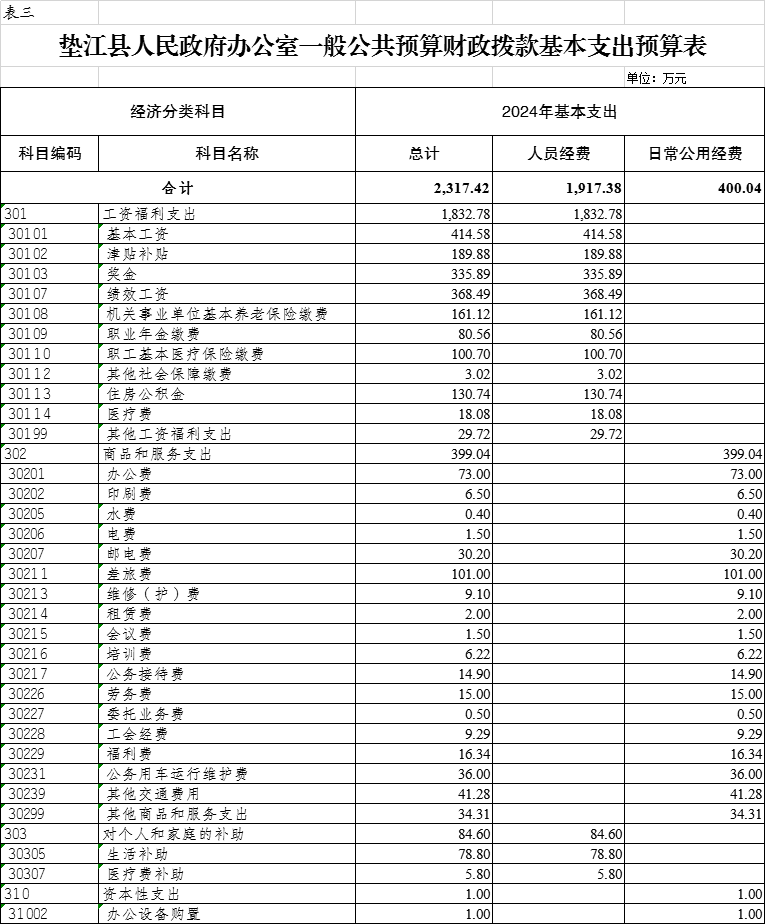 表三
垫江县人民政府办公室一般公共预算财政拨款基本支出预算表
单位：万元
经济分类科目 2024年基本支出
科目编码 科目名称 总计 人员经费 日常公用经费
合计 2,317.42 1,917.38 400.04
301 工资福利支出 1,832.78 1,832.78
30101 基本工资 414.58 414.58
30102 津贴补贴 189.88 189.88
30103 奖金 335.89 335.89
30107 绩效工资 368.49 368.49
30108 机关事业单位基本养老保险缴费 161.12 161.12
30109 职业年金缴费 80.56 80.56
30110 职工基本医疗保险缴费 100.70 100.70
30112 其他社会保障缴费 3.02 3.02
30113 住房公积金 130.74 130.74
30114 医疗费 18.08 18.08
30199 其他工资福利支出 29.72 29.72
302 商品和服务支出 399.04 399.04
30201 办公费 73.00 73.00
30202 印刷费 6.50 6.50
30205 水费 0.40 0.40
30206 电费 1.50 1.50
30207 邮电费 30.20 30.20
30211 差旅费 101.00 101.00
30213 维修（护）费 9.10 9.10
30214 租赁费 2.00 2.00
30215 会议费 1.50 1.50
30216 培训费 6.22 6.22
30217 公务接待费 14.90 14.90
30226 劳务费 15.00 15.00
30227 委托业务费 0.50 0.50
30228 工会经费 9.29 9.29
30229 福利费 16.34 16.34
30231 公务用车运行维护费 36.00 36.00
30239 其他交通费用 41.28 41.28
30299 其他商品和服务支出 34.31 34.31
303 对个人和家庭的补助 84.60 84.60
30305 生活补助 78.80 78.80
30307 医疗费补助 5.80 5.80
310 资本性支出 1.00 1.00
31002 办公设备购置 1.00 1.00